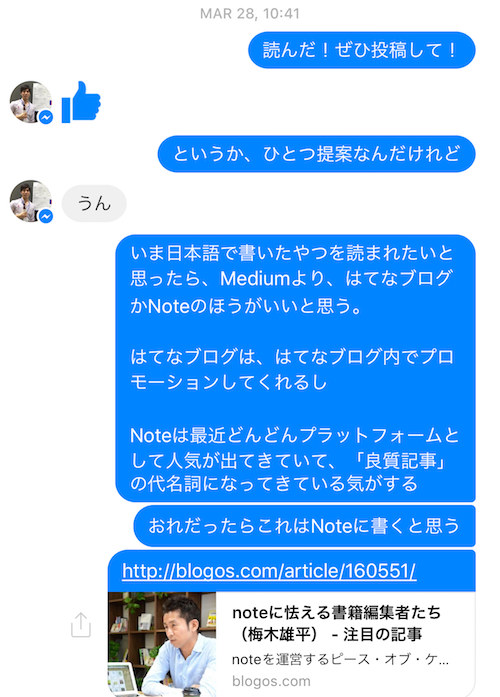 MAR 28, 10:41
読んだ！ぜひ投稿して！
というか、ひとつ提案なんだけれど
うん
いま日本語で書いたやつを読まれたいと
思ったら、Mediumより、はてなブログ
かNoteのほうがいいと思う。
はてなブログは、はてなブログ内でプロ
モーションしてくれるし
Noteは最近どんどんプラットフォームと
して人気が出てきていて、「良質記事」
の代名詞になってきている気がする
おれだったらこれはNoteに書くと思う
http://blogos.com/article/160551/
noteに怯える書籍編集者たち
（梅木雄平） - 注目の記事
noteを運営するピース・オブ・ケ...
blogos.com